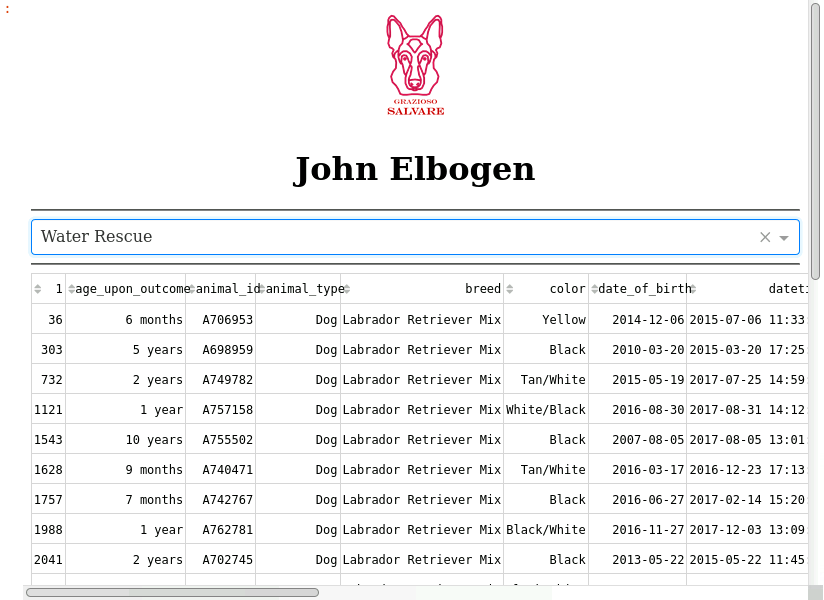 :
GRAZIOSO
SALVARE
John Elbogen
Water Rescue
1 age_upon_outcome animal_id animal_type breed color date_of_birth dateti
36 6 months A706953 Dog Labrador Retriever Mix Yellow 2014-12-06 2015-07-06 11:33:
303 5 years A698959 Dog Labrador Retriever Mix Black 2010-03-20 2015-03-20 17:25:
732 2 years A749782 Dog Labrador Retriever Mix Tan/White 2015-05-19 2017-07-25 14:59:
1121 1 year A757158 Dog Labrador Retriever Mix White/Black 2016-08-30 2017-08-31 14:12:
1543 10 years A755502 Dog Labrador Retriever Mix Black 2007-08-05 2017-08-05 13:01:
1628 9 months A740471 Dog Labrador Retriever Mix Tan/White 2016-03-17 2016-12-23 17:13:
1757 7 months A742767 Dog Labrador Retriever Mix Black 2016-06-27 2017-02-14 15:20:
1988 1 year A762781 Dog Labrador Retriever Mix Black/White 2016-11-27 2017-12-03 13:09:
2041 2 years A702745 Dog Labrador Retriever Mix Black 2013-05-22 2015-05-22 11:45: